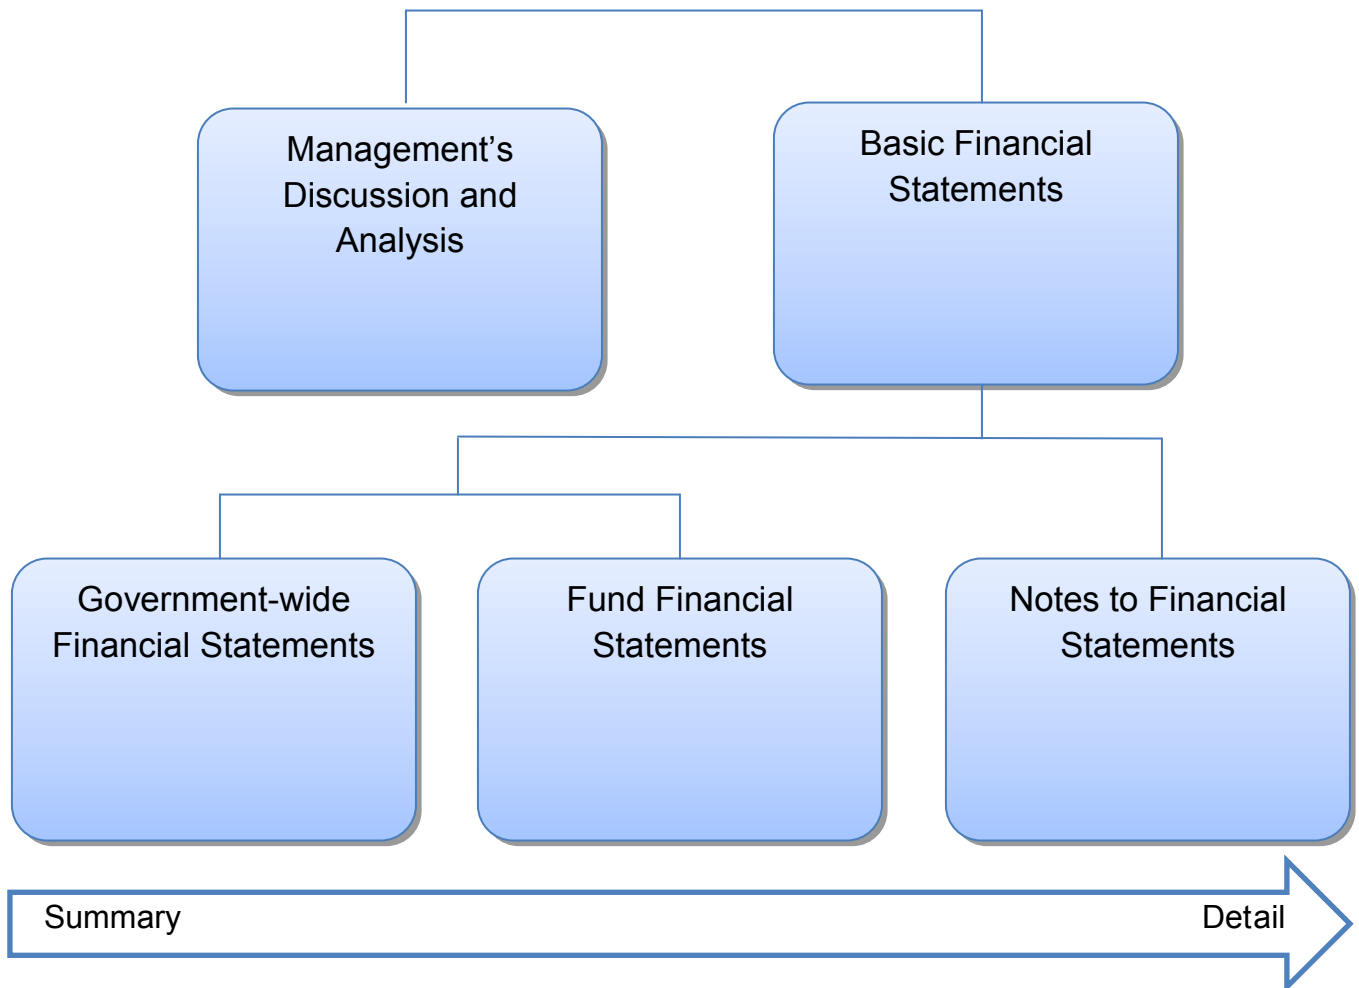 Management’s
Discussion and
Analysis
Basic Financial
Statements
Government-wide
Financial Statements
Fund Financial
Statements
Notes to Financial
Statements
Summary
Detail